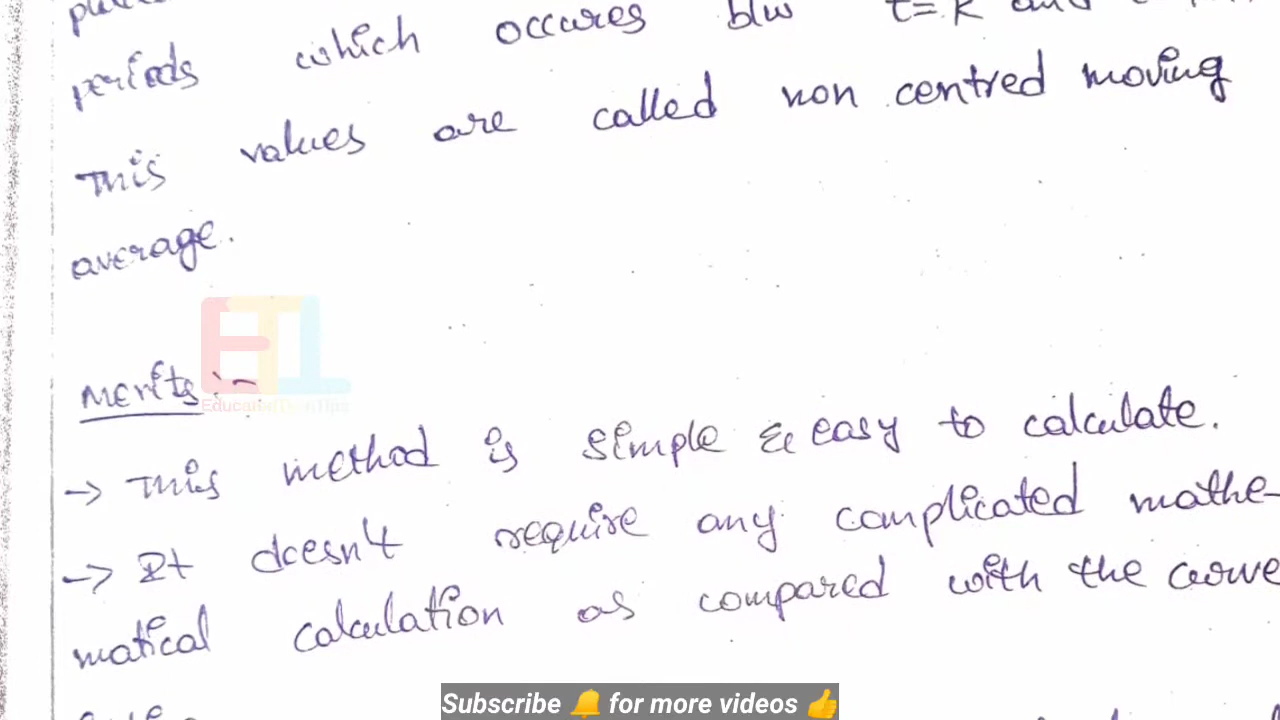 periods which occures b/w t= k and
This values are called non centred moving
average.
Merits :-
→ This method is simple & easy to calculate.
→ It doesn't require any complicated mathe-
matical calculation as compared with the curve
Subscribe 🔔 for more videos 👍